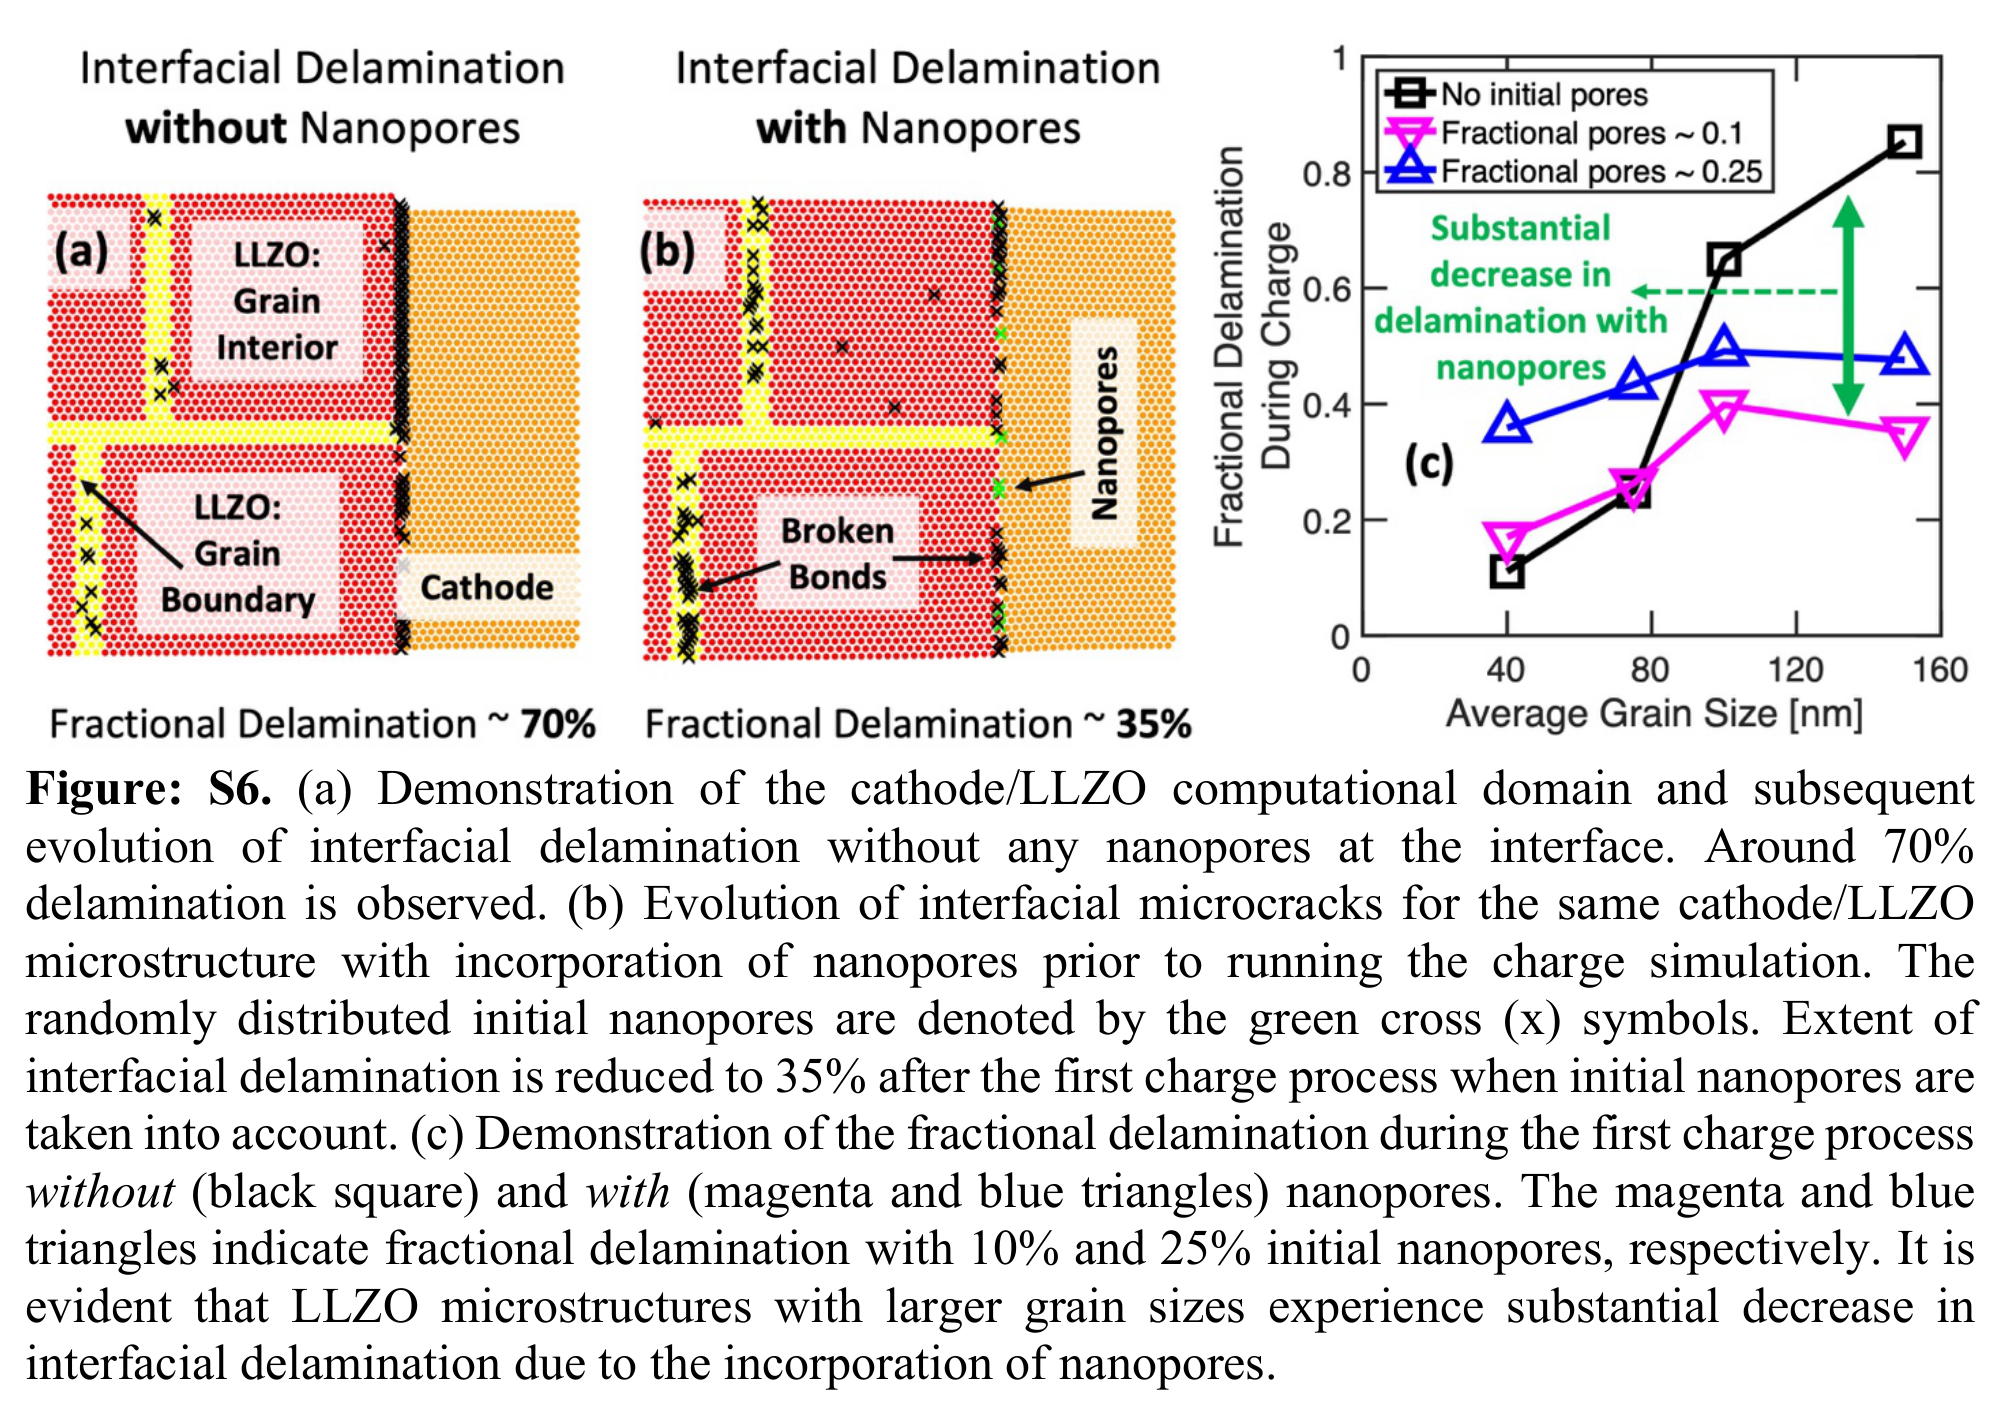 Interfacial Delamination
without Nanopores
(a)
LLZO:
Grain
Interior
LLZO:
Grain
Boundary
Cathode
Fractional Delamination ~ 70%
Interfacial Delamination
with Nanopores
(b)
Nanopores
Broken
Bonds
Fractional Delamination ~ 35%
Fractional Delamination
During Charge
1
0.8
0.6
0.4
0.2
0
No initial pores
Fractional pores ~ 0.1
Fractional pores ~ 0.25
Substantial
decrease in
delamination with
nanopores
(c)
0
40
80
120
160
Average Grain Size [nm]
Figure: S6. (a) Demonstration of the cathode/LLZO computational domain and subsequent
evolution of interfacial delamination without any nanopores at the interface. Around 70%
delamination is observed. (b) Evolution of interfacial microcracks for the same cathode/LLZO
microstructure with incorporation of nanopores prior to running the charge simulation. The
randomly distributed initial nanopores are denoted by the green cross (x) symbols. Extent of
interfacial delamination is reduced to 35% after the first charge process when initial nanopores are
taken into account. (c) Demonstration of the fractional delamination during the first charge process
without (black square) and with (magenta and blue triangles) nanopores. The magenta and blue
triangles indicate fractional delamination with 10% and 25% initial nanopores, respectively. It is
evident that LLZO microstructures with larger grain sizes experience substantial decrease in
interfacial delamination due to the incorporation of nanopores.